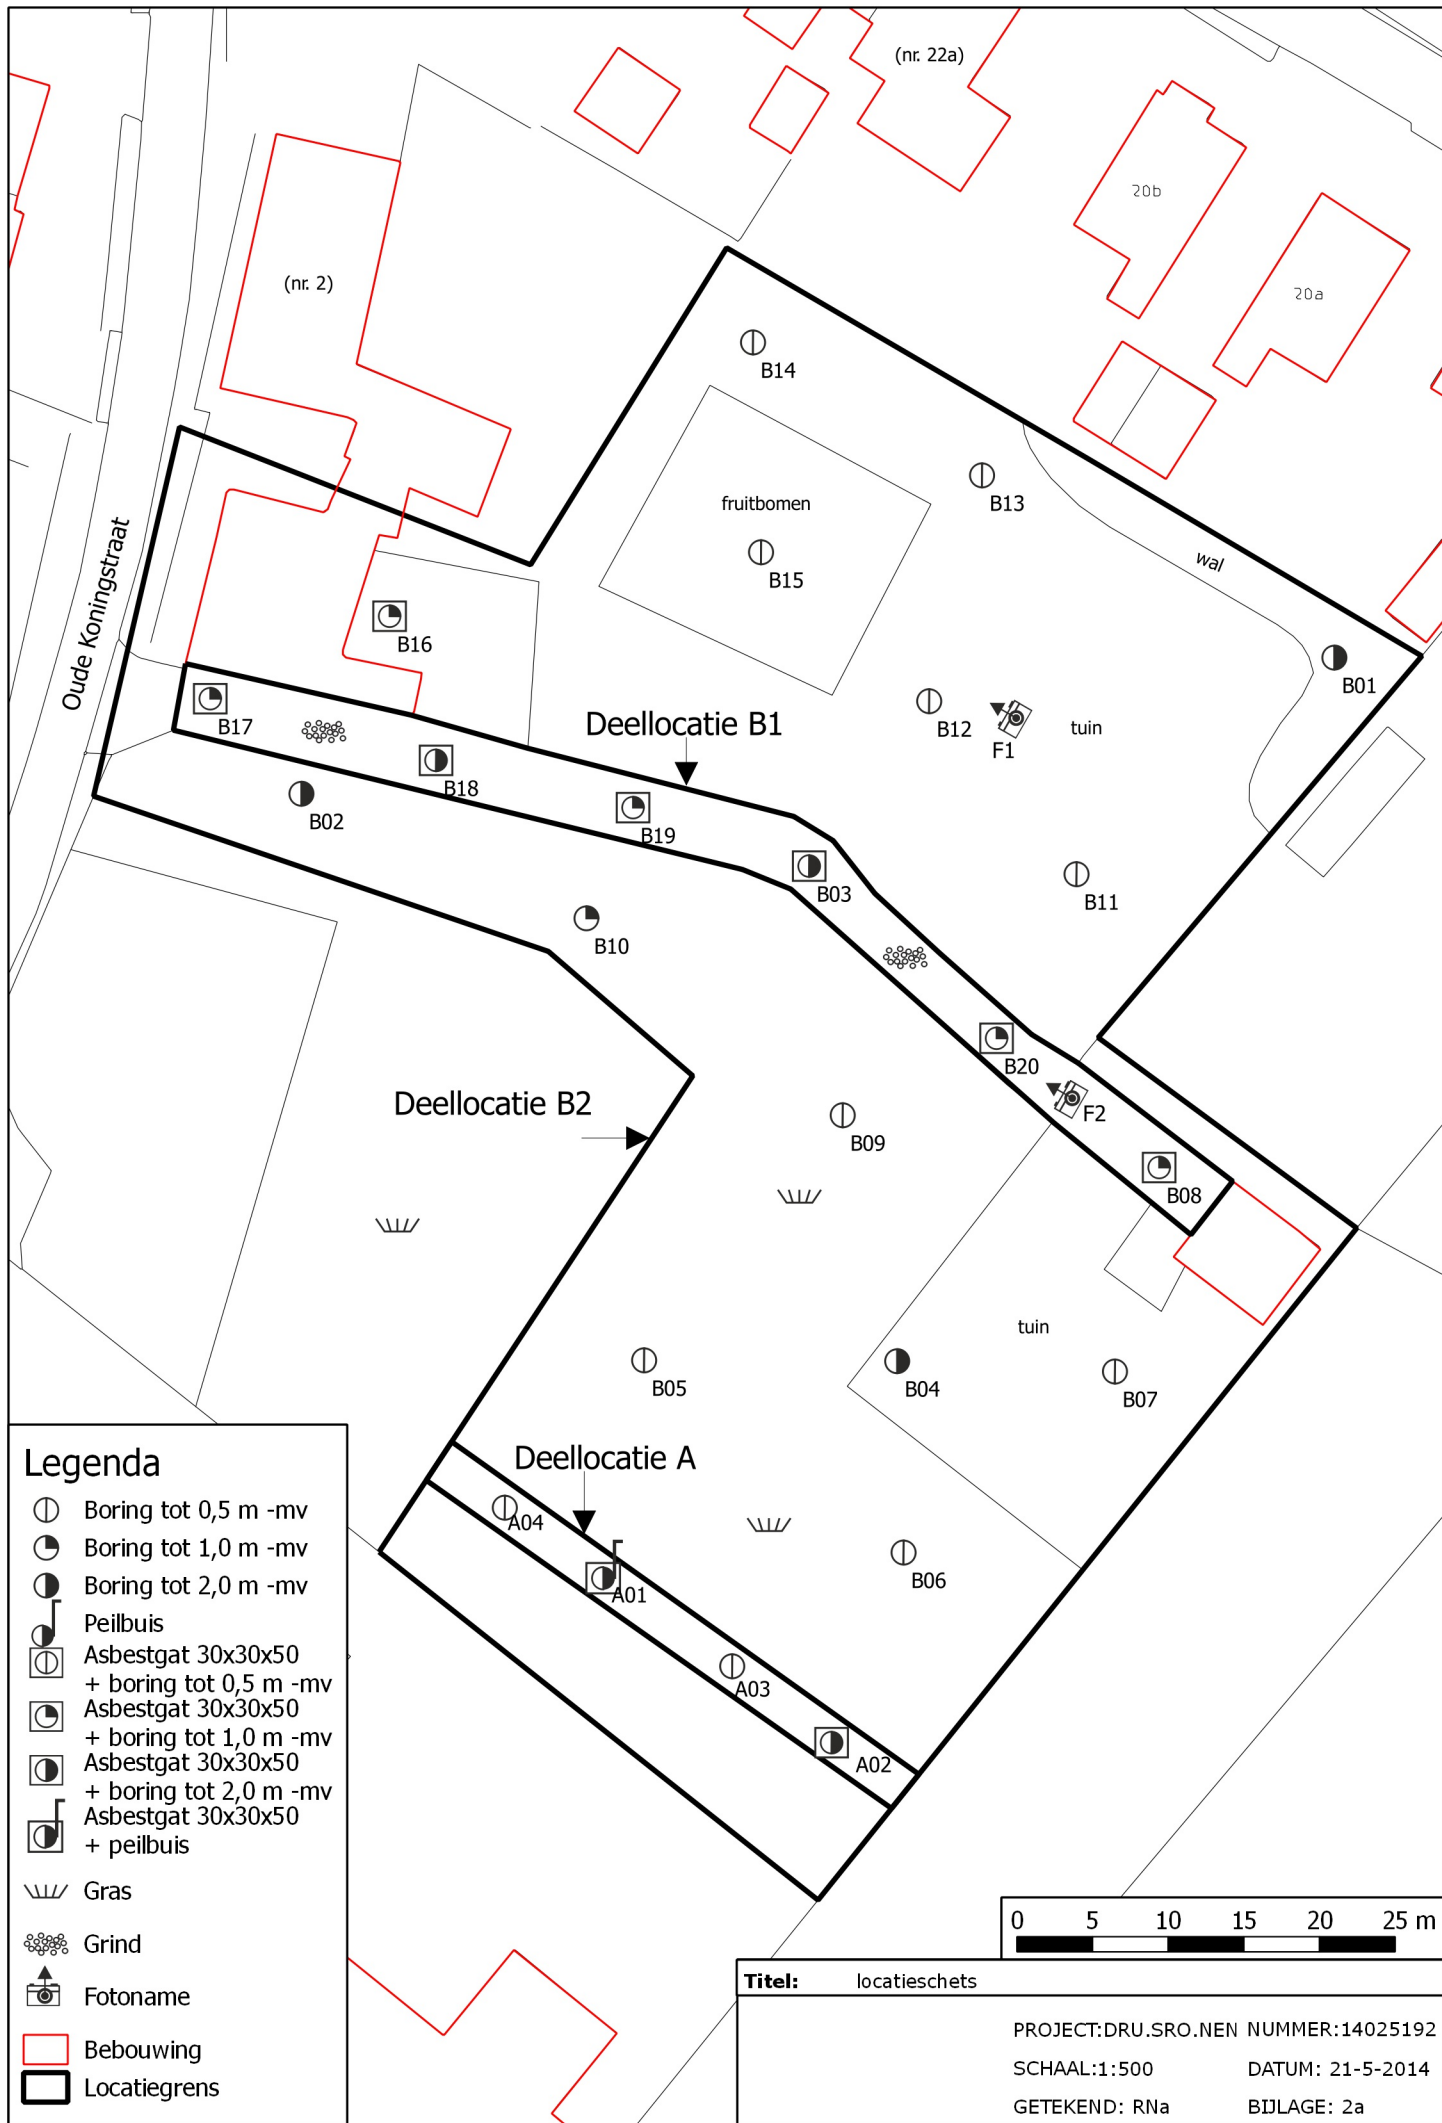 (nr. 22a)
20b
20a
(nr. 2)
B14
B13
fruitbomen
B15
wal
Oude Koningstraat
B16
B01
B17
Deellocatie B1
B12
F1
tuin
B18
B02
B19
B03
B11
B10
B20
Deellocatie B2
F2
B09
B08
tuin
B05
B04
B07
Deellocatie A
A04
B06
A01
A03
A02
Legenda
Boring tot 0,5 m -mv
Boring tot 1,0 m -mv
Boring tot 2,0 m -mv
Peilbuis
Asbestgat 30x30x50
+ boring tot 0,5 m -mv
Asbestgat 30x30x50
+ boring tot 1,0 m -mv
Asbestgat 30x30x50
+ boring tot 2,0 m -mv
Asbestgat 30x30x50
+ peilbuis
Gras
Grind
Fotoname
Bebouwing
Locatiegrens
0 5 10 15 20 25 m
Titel: locatieschets
PROJECT:DRU.SRO.NEN NUMMER:14025192
SCHAAL:1:500 DATUM: 21-5-2014
GETEKEND: RNa BIJLAGE: 2a